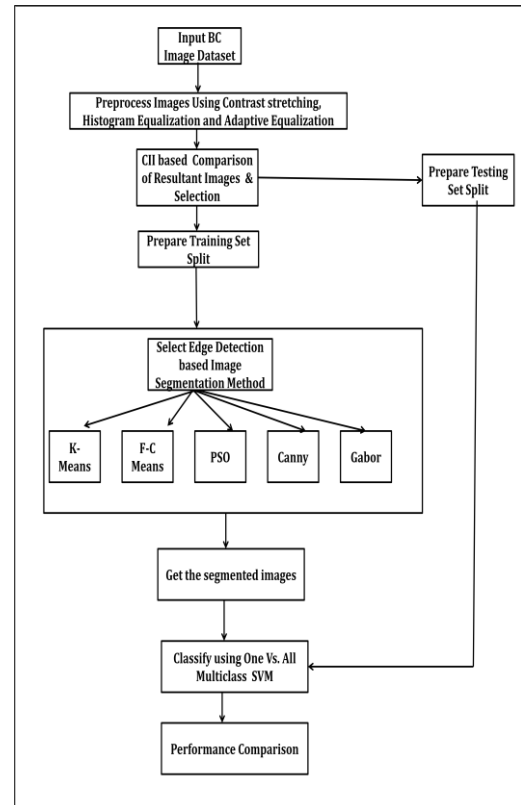 Input BC
Image Dataset
Preprocess Images Using Contrast stretching,
Histogram Equalization and Adaptive Equalization
CII based Comparison
of Resultant Images &
Selection
Prepare Testing
Set Split
Prepare Training Set
Split
Select Edge Detection
based Image
Segmentation Method
K-
Means
F-C
Means
PSO
Canny
Gabor
Get the segmented images
Classify using One Vs. All
Multiclass SVM
Performance Comparison